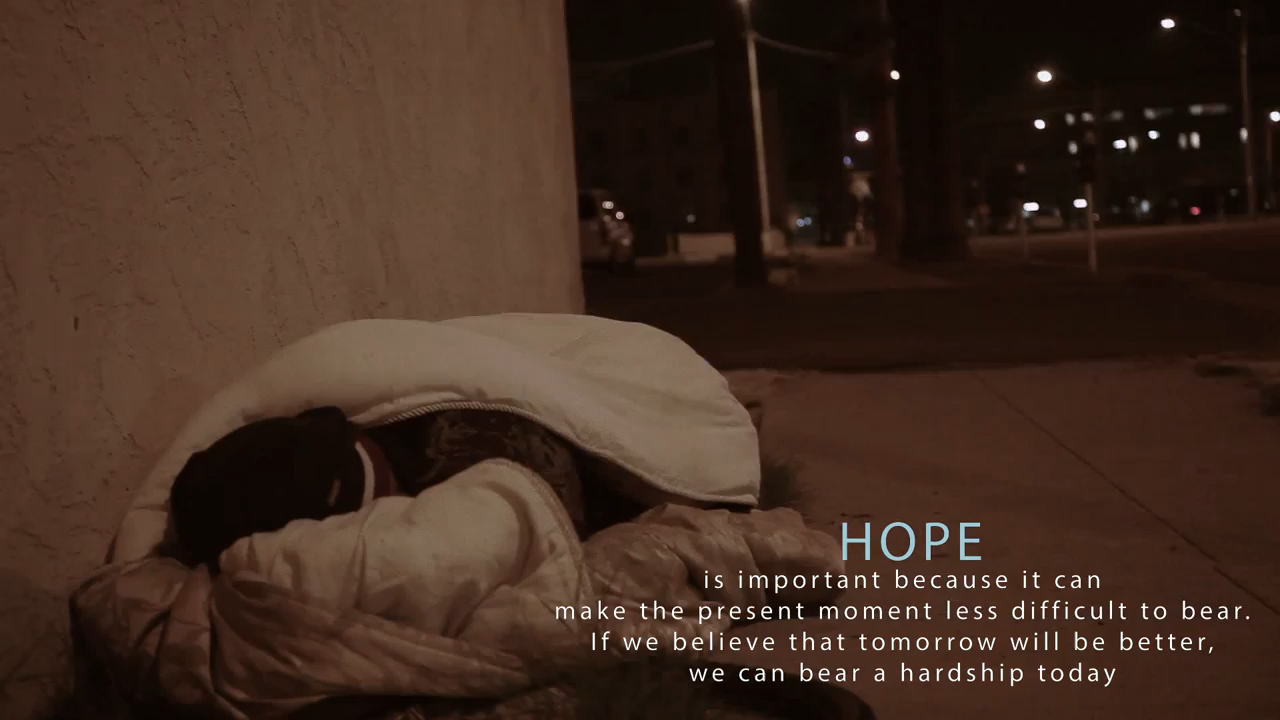 HOPE
is important because it can
make the present moment less difficult to bear.
If we believe that tomorrow will be better,
we can bear a hardship today